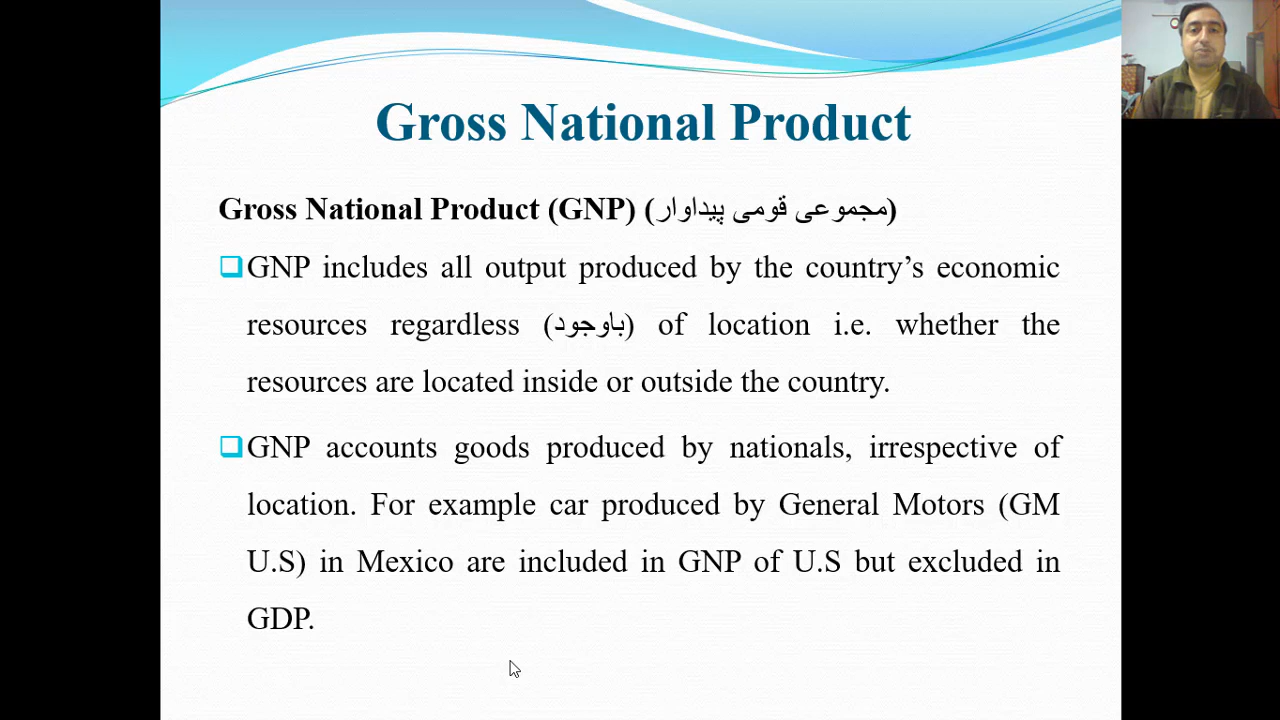 Gross National Product
Gross National Product (GNP) (مجموعی قومی پیداوار)
GNP includes all output produced by the country’s economic
resources regardless (باوجود) of location i.e. whether the
resources are located inside or outside the country.
GNP accounts goods produced by nationals, irrespective of
location. For example car produced by General Motors (GM
U.S) in Mexico are included in GNP of U.S but excluded in
GDP.